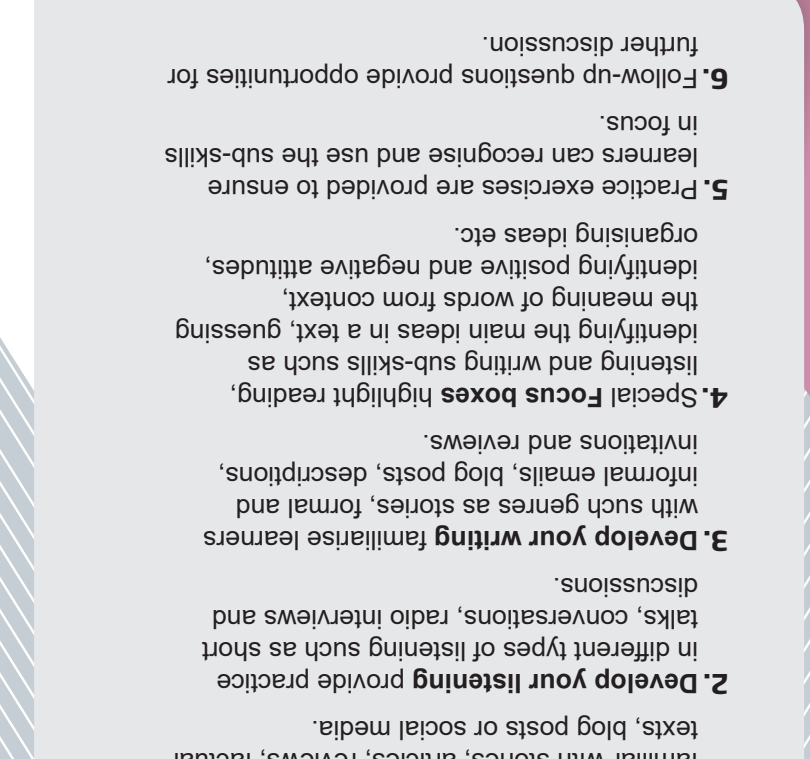 familiar with stories, articles, reviews, factual
texts, blog posts or social media.
2. Develop your listening provide practice
in different types of listening such as short
talks, conversations, radio interviews and
discussions.
3. Develop your writing familiarise learners
with such genres as stories, formal and
informal emails, blog posts, descriptions,
invitations and reviews.
4. Special Focus boxes highlight reading,
listening and writing sub-skills such as
identifying the main ideas in a text, guessing
the meaning of words from context,
identifying positive and negative attitudes,
organising ideas etc.
5. Practice exercises are provided to ensure
learners can recognise and use the sub-skills
in focus.
6. Follow-up questions provide opportunities for
further discussion.